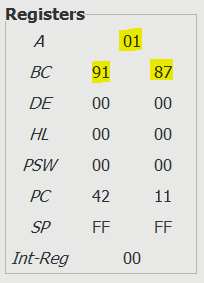 Registers
A 01
BC 91 87
DE 00 00
HL 00 00
PSW 00 00
PC 42 11
SP FF FF
Int-Reg 00